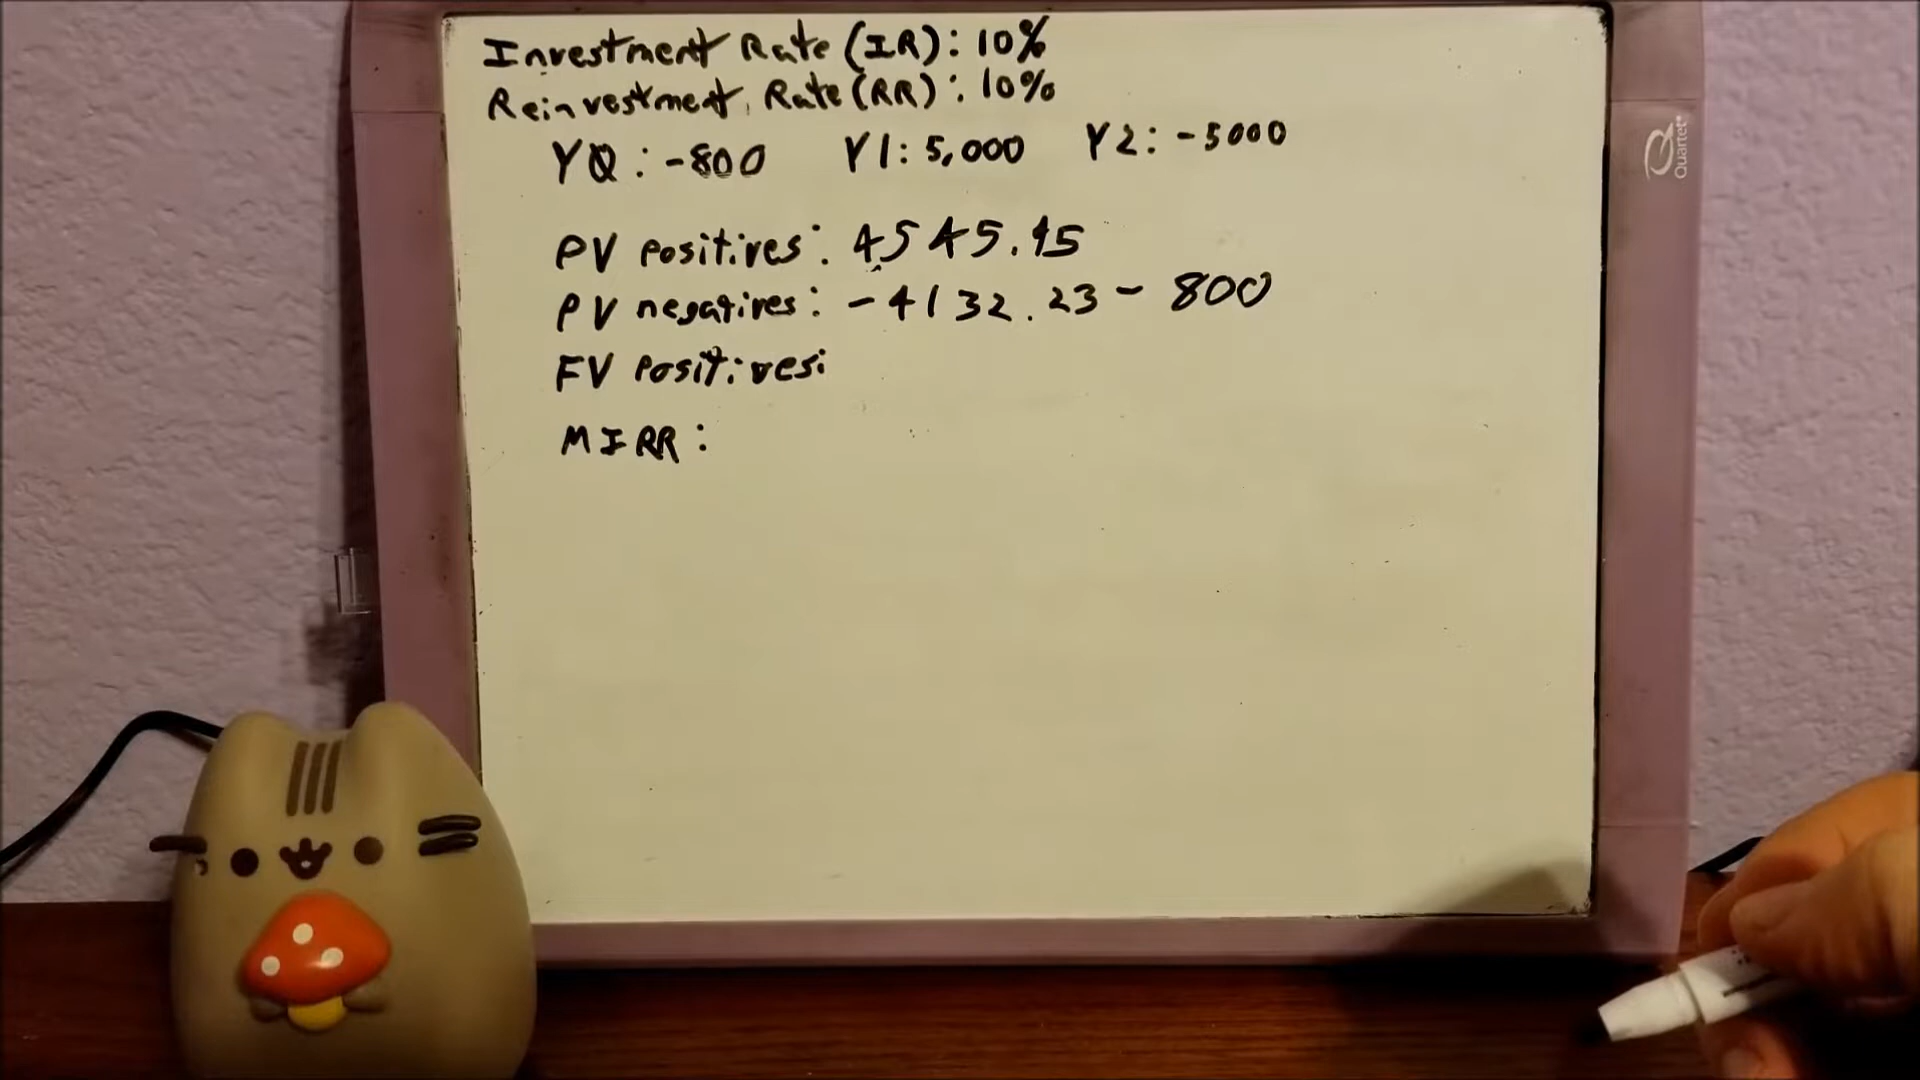 Investment Rate (IR): 10%
Reinvestment Rate (RR): 10%
Y0: -800 Y1: 5,000 Y2: -5000
PV positives: 4545.45
PV negatives: -4132.23 - 800
FV positives:
MIRR:
Quartet